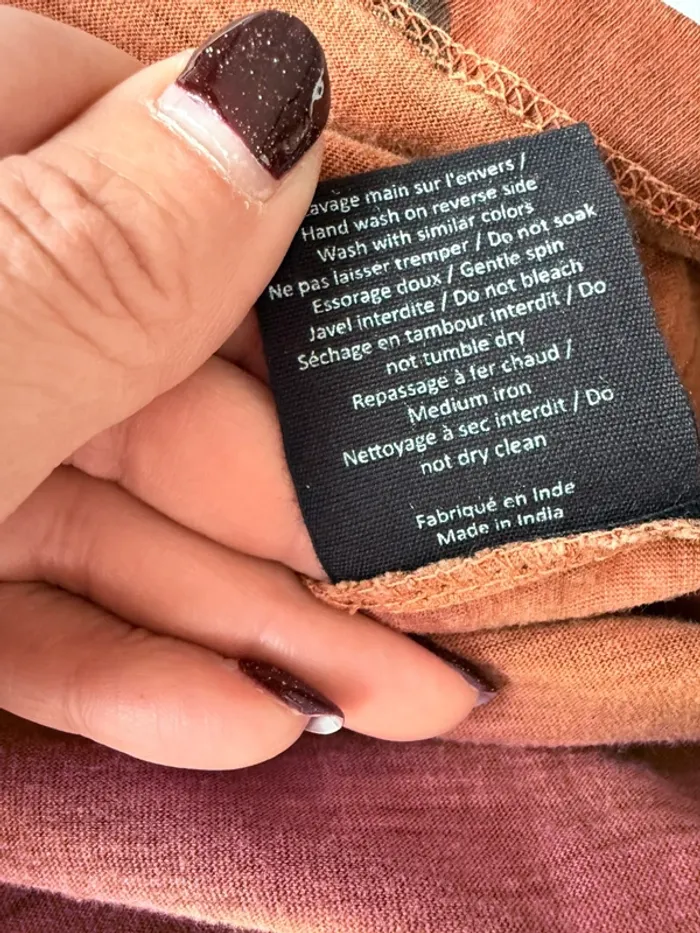 avage main sur l'envers /
Hand wash on reverse side
Wash with similar colors
Ne pas laisser tremper / Do not soak
Essorage doux / Gentle spin
Javel interdite / Do not bleach
Séchage en tambour interdit / Do
not tumble dry
Repassage à fer chaud /
Medium iron
Nettoyage à sec interdit / Do
not dry clean
Fabriqué en Inde
Made in India